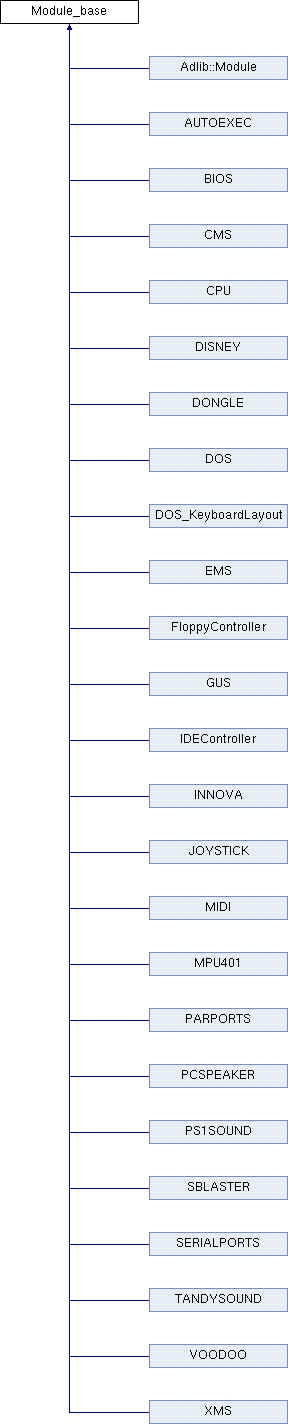 Module_base
Adlib::Module
AUTOEXEC
BIOS
CMS
CPU
DISNEY
DONGLE
DOS
DOS_KeyboardLayout
EMS
FloppyController
GUS
IDEController
INNOVA
JOYSTICK
MIDI
MPU401
PARPORTS
PCSPEAKER
PS1SOUND
SBLASTER
SERIALPORTS
TANDYSOUND
VOODOO
XMS